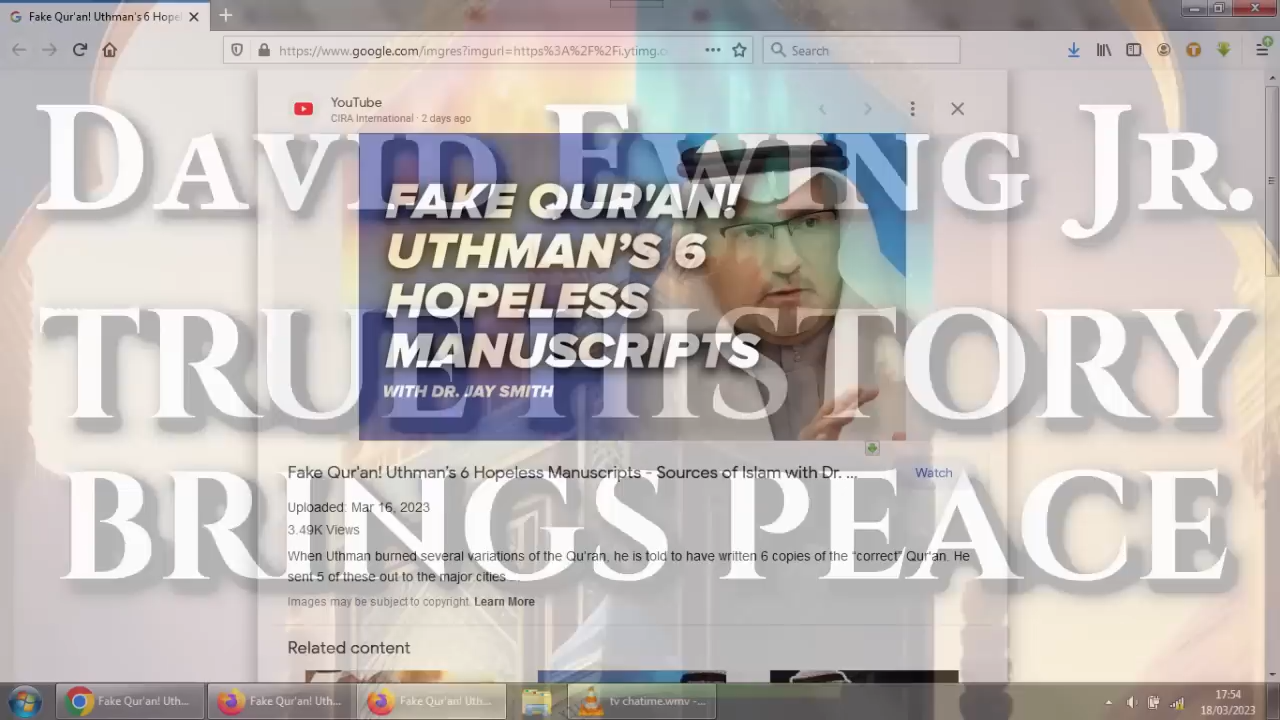 Fake Qur'an! Uthman's 6 Hope
https://www.google.com/imgres?imgurl=https%3A%2F%2Fi.ytimg.c
Search
YouTube
CIRA International · 2 days ago
DAVID EWING JR.
FAKE QUR'AN!
UTHMAN'S 6
HOPELESS
MANUSCRIPTS
WITH DR. JAY SMITH
TRUE HISTORY
Fake Qur'an! Uthman's 6 Hopeless Manuscripts - Sources of Islam with Dr. ...
Watch
Uploaded: Mar 16, 2023
3.49K Views
BRINGS PEACE
When Uthman burned several variations of the Qu'ran, he is told to have written 6 copies of the "correct" Qur'an. He
sent 5 of these out to the major cities ...
Images may be subject to copyright. Learn More
Related content
Fake Qur'an! Uth...
Fake Qur'an! Uth...
Fake Qur'an! Uth...
tv chatime.wmv -...
17:54
18/03/2023